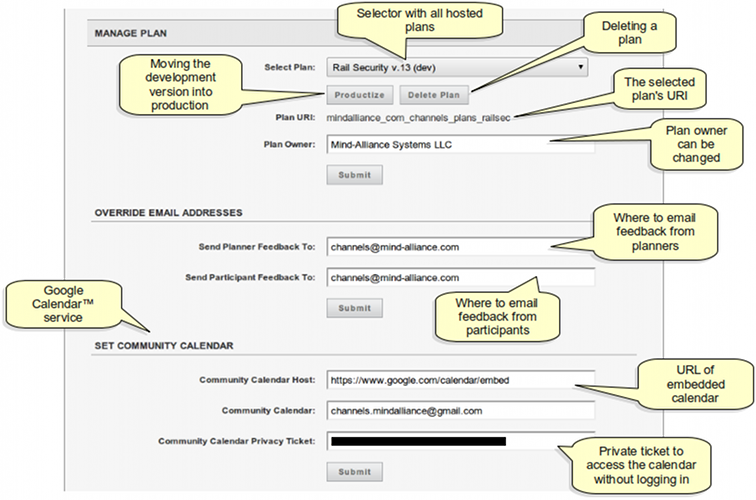 Selector with all hosted
plans
Deleting a
plan
MANAGE PLAN
Moving the
development
version into
production
Select Plan:
Rail Security v.13 (dev)
Productize
Delete Plan
The selected
plan's URI
Plan URI:
mindalliance_com_channels_plans_railsec
Plan Owner:
Mind-Alliance Systems LLC
Plan owner
can be
changed
Submit
OVERRIDE EMAIL ADDRESSES
Where to email
feedback from
planners
Send Planner Feedback To:
channels@mind-alliance.com
Send Participant Feedback To:
channels@mind-alliance.com
Google
Calendar™
service
Where to email
feedback from
participants
Submit
SET COMMUNITY CALENDAR
URL of
embedded
calendar
Community Calendar Host:
https://www.google.com/calendar/embed
Community Calendar:
channels.mindalliance@gmail.com
Community Calendar Privacy Ticket:
Private ticket to
access the calendar
without logging in
Submit